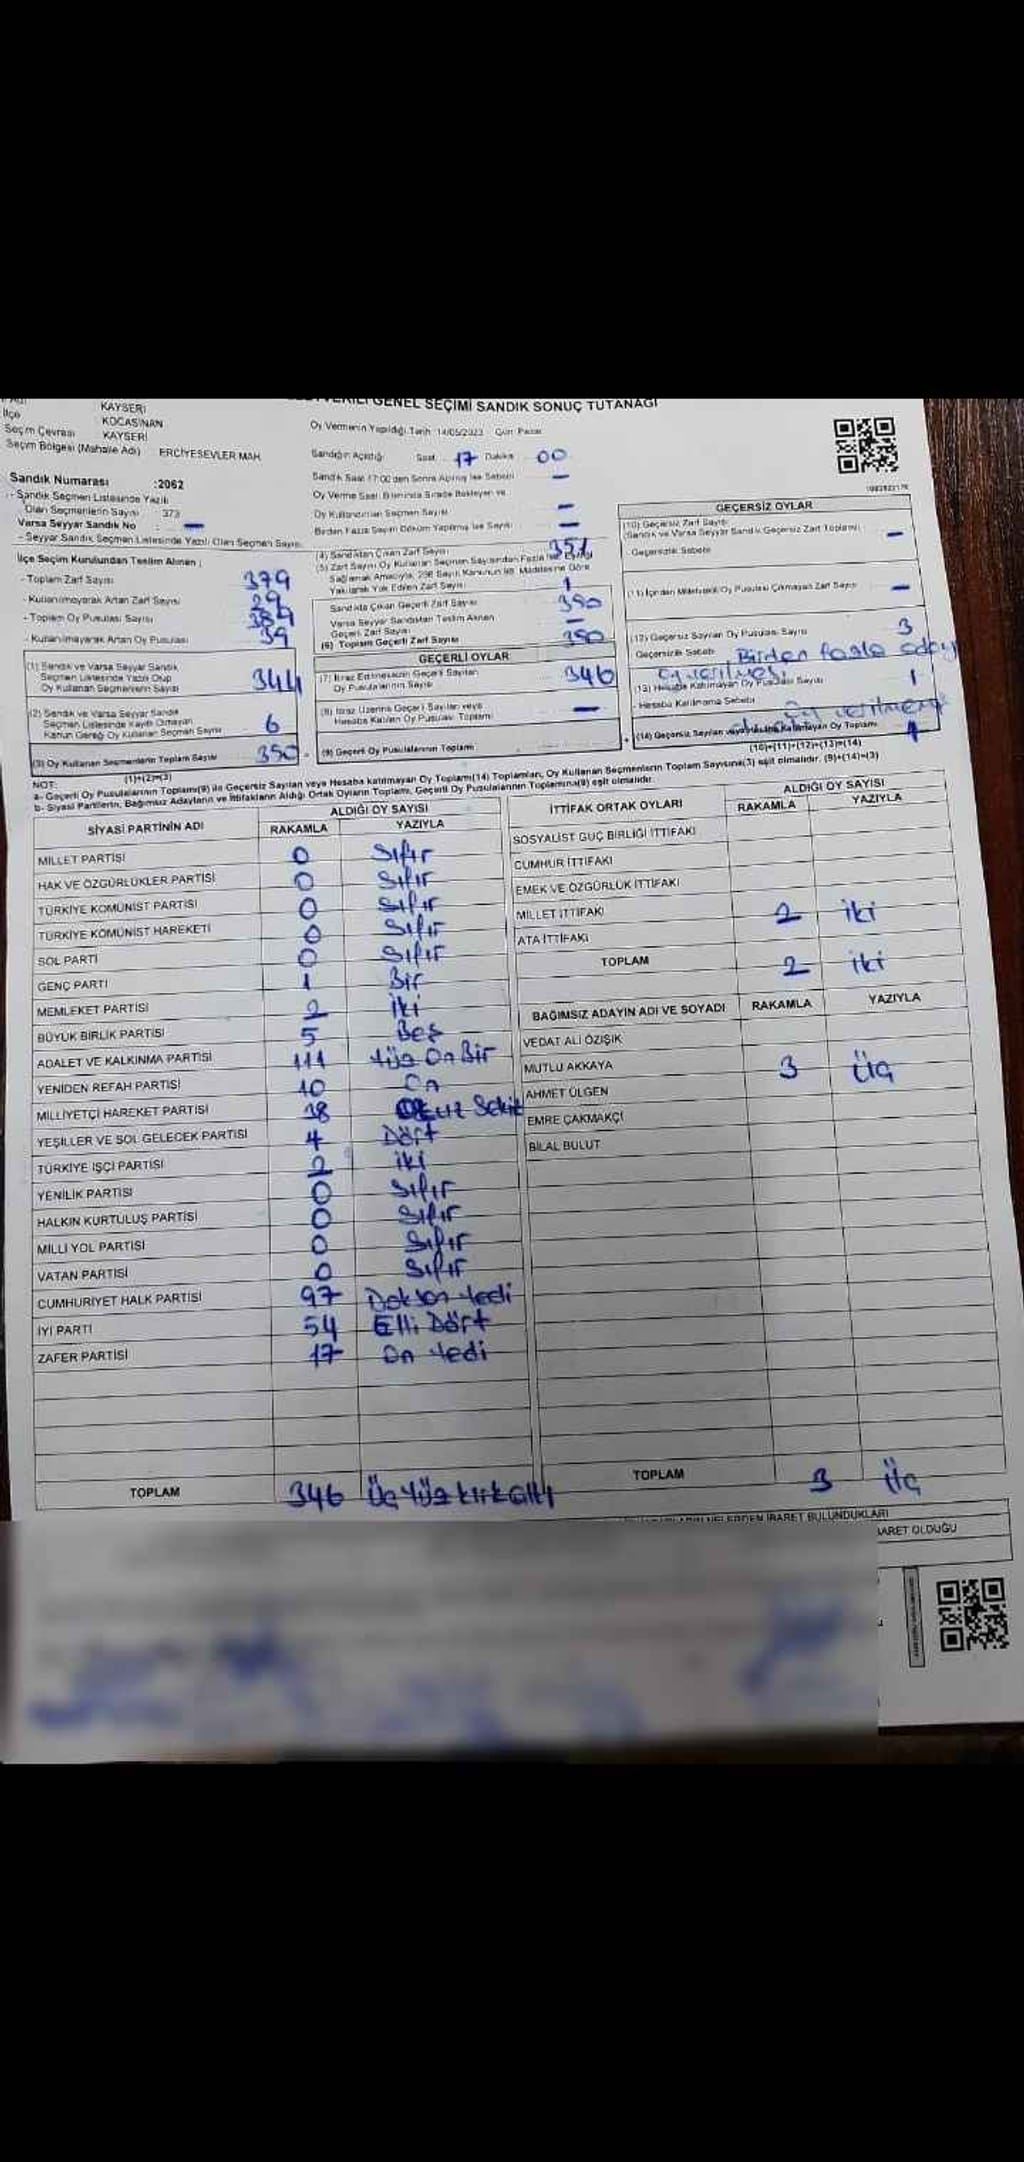 KAYSERİ
İlçe KOCASİNAN
Seçim Çevresi KAYSERİ
Seçim Bölgesi (Mahalle Adı) ERCİYESEVLER MAH.
GENEL SEÇİMİ SANDIK SONUÇ TUTANAĞI
Oy Vermenin Yapıldığı Tarih 14/05/2023 Gün Pazar
Sandığın Açıldığı Saat 17 Dakika 00
Sandık Saat 17:00'den Sonra Açılmış İse Sebebi —
Oy Verme Saati Bitiminde Sırada Bekleyen ve
Oy Kullandırılan Seçmen Sayısı —
Birden Fazla Sayım Döküm Yapılmış İse Sayısı —
Sandık Numarası :2062
- Sandık Seçmen Listesinde Yazılı
Olan Seçmenlerin Sayısı 373
Varsa Seyyar Sandık No : —
- Seyyar Sandık Seçmen Listesinde Yazılı Olan Seçmen Sayısı
İlçe Seçim Kurulundan Teslim Alınan :
- Toplam Zarf Sayısı 379
- Kullanılmayarak Artan Zarf Sayısı 29
- Toplam Oy Pusulası Sayısı 384
- Kullanılmayarak Artan Oy Pusulası 34
(1) Sandık ve Varsa Seyyar Sandık
Seçmen Listesinde Yazılı Olup
Oy Kullanan Seçmenlerin Sayısı 344
(2) Sandık ve Varsa Seyyar Sandık
Seçmen Listesinde Kayıtlı Olmayan
Kanun Gereği Oy Kullanan Seçmen Sayısı 6
(3) Oy Kullanan Seçmenlerin Toplam Sayısı 350
(1)+(2)=(3)
(4) Sandıktan Çıkan Zarf Sayısı 351
(5) Zarf Sayısı Oy Kullanan Seçmen Sayısından Fazla İse, Eşitliği
Sağlamak Amacıyla, 298 Sayılı Kanunun 98. Maddesine Göre
Yakılarak Yok Edilen Zarf Sayısı 1
Sandıkta Çıkan Geçerli Zarf Sayısı 350
Varsa Seyyar Sandıktan Teslim Alınan
Geçerli Zarf Sayısı —
(6) Toplam Geçerli Zarf Sayısı 350
GEÇERLİ OYLAR
(7) İtiraz Edilmeksizin Geçerli Sayılan
Oy Pusulalarının Sayısı 346
(8) İtiraz Üzerine Geçerli Sayılan veya
Hesaba Katılan Oy Pusulası Toplamı —
(9) Geçerli Oy Pusulalarının Toplamı
GEÇERSİZ OYLAR
(10) Geçersiz Zarf Sayısı
(Sandık ve Varsa Seyyar Sandık Geçersiz Zarf Toplamı) —
Geçersizlik Sebebi
(11) İçinden Milletvekili Oy Pusulası Çıkmayan Zarf Sayısı —
(12) Geçersiz Sayılan Oy Pusulası Sayısı 3
Geçersizlik Sebebi Birden fazla aday
oy verilmesi
(13) Hesaba Katılmayan Oy Pusulası Sayısı 1
- Hesaba Katılmama Sebebi
oy verilmemesi
(14) Geçersiz Sayılan veya Hesaba Katılmayan Oy Toplamı
(10)+(11)+(12)+(13)=(14)
NOT:
a- Geçerli Oy Pusulalarının Toplamı(9) ile Geçersiz Sayılan veya Hesaba katılmayan Oy Toplamı(14) Toplamları, Oy Kullanan Seçmenlerin Toplam Sayısına(3) eşit olmalıdır. (9)+(14)=(3)
b- Siyasi Partilerin, Bağımsız Adayların ve İttifakların Aldığı Ortak Oyların Toplamı, Geçerli Oy Pusulalarının Toplamına(9) eşit olmalıdır.
SİYASİ PARTİNİN ADI ALDIĞI OY SAYISI
RAKAMLA YAZIYLA
MİLLET PARTİSİ 0 Sıfır
HAK VE ÖZGÜRLÜKLER PARTİSİ 0 Sıfır
TÜRKİYE KOMÜNİST PARTİSİ 0 Sıfır
TÜRKİYE KOMÜNİST HAREKETİ 0 Sıfır
SOL PARTİ 0 Sıfır
GENÇ PARTİ 1 Bir
MEMLEKET PARTİSİ 2 İki
BÜYÜK BİRLİK PARTİSİ 5 Beş
ADALET VE KALKINMA PARTİSİ 111 Yüz On Bir
YENİDEN REFAH PARTİSİ 10 On
MİLLİYETÇİ HAREKET PARTİSİ 38 Sekiz
YEŞİLLER VE SOL GELECEK PARTİSİ 4 Dört
TÜRKİYE İŞÇİ PARTİSİ 2 iki
YENİLİK PARTİSİ 0 Sıfır
HALKIN KURTULUŞ PARTİSİ 0 Sıfır
MİLLİ YOL PARTİSİ 0 Sıfır
VATAN PARTİSİ 0 Sıfır
CUMHURİYET HALK PARTİSİ 97 Doksan Yedi
İYİ PARTİ 54 Elli Dört
ZAFER PARTİSİ 17 On Yedi
TOPLAM 346 Üç Yüz kırk altı
İTTİFAK ORTAK OYLARI ALDIĞI OY SAYISI
RAKAMLA YAZIYLA
SOSYALİST GÜÇ BİRLİĞİ İTTİFAKI
CUMHUR İTTİFAKI
EMEK VE ÖZGÜRLÜK İTTİFAKI
MİLLET İTTİFAKI 2 iki
ATA İTTİFAKI
TOPLAM 2 iki
BAĞIMSIZ ADAYIN ADI VE SOYADI RAKAMLA YAZIYLA
VEDAT ALİ ÖZIŞIK
MUTLU AKKAYA 3 Üç
AHMET ÜLGEN
EMRE ÇAKMAKÇI
BİLAL BULUT
TOPLAM 3 Üç
NELERDEN İBARET BULUNDUKLARI
İBARET OLDUĞU